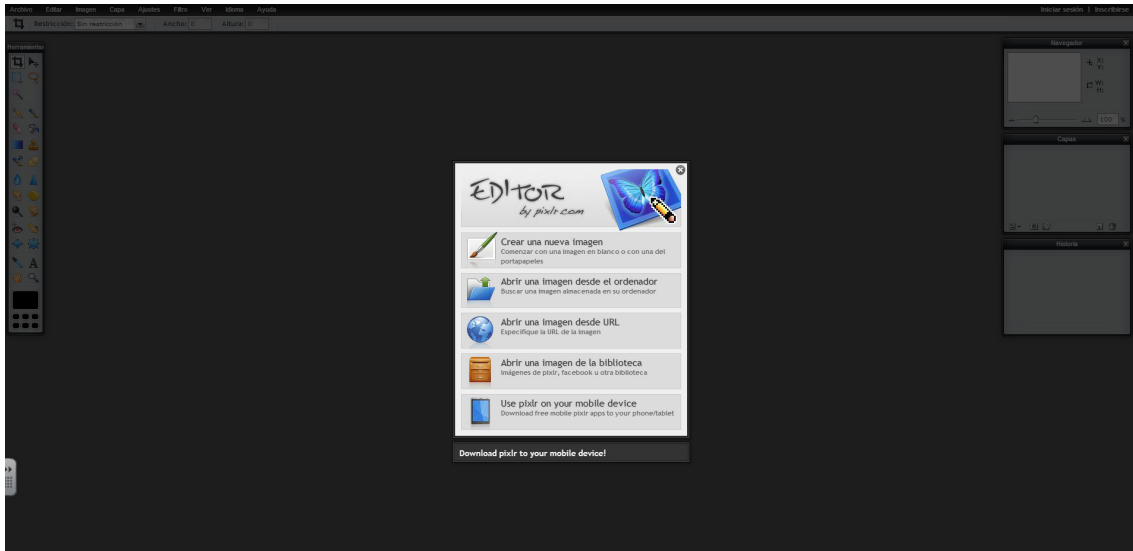 Archivo Editar Imagen Capa Ajustes Filtro Ver Idioma Ayuda
Iniciar sesión | Inscribirse
Restricción: Sin restricción Ancho: 0 Altura: 0
Herramientas
Navegador
X:
Y:
W:
H:
100 %
Capas
Historia
EDITOR
by pixlr.com
Crear una nueva imagen
Comenzar con una imagen en blanco o con una del
portapapeles
Abrir una imagen desde el ordenador
Buscar una imagen almacenada en su ordenador
Abrir una imagen desde URL
Especifique la URL de la imagen
Abrir una imagen de la biblioteca
Imágenes de pixlr, facebook u otra biblioteca
Use pixlr on your mobile device
Download free mobile pixlr apps to your phone/tablet
Download pixlr to your mobile device!